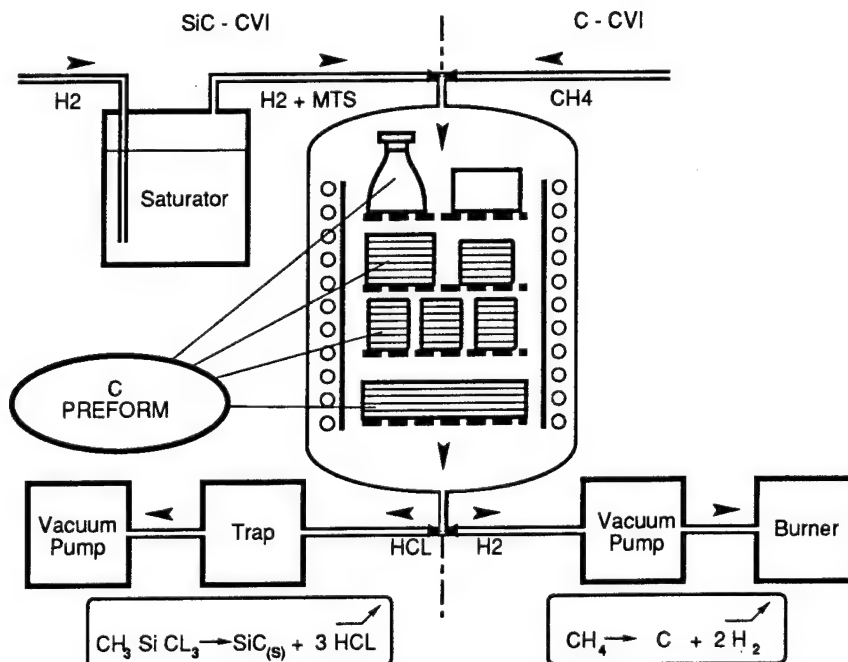 SiC - CVI
C - CVI
H2
H2 + MTS
CH4
Saturator
C
PREFORM
Vacuum
Pump
Trap
HCL
H2
Vacuum
Pump
Burner
CH₃ Si CL₃ → SiC(S) + 3 HCL
CH₄ → C + 2 H₂